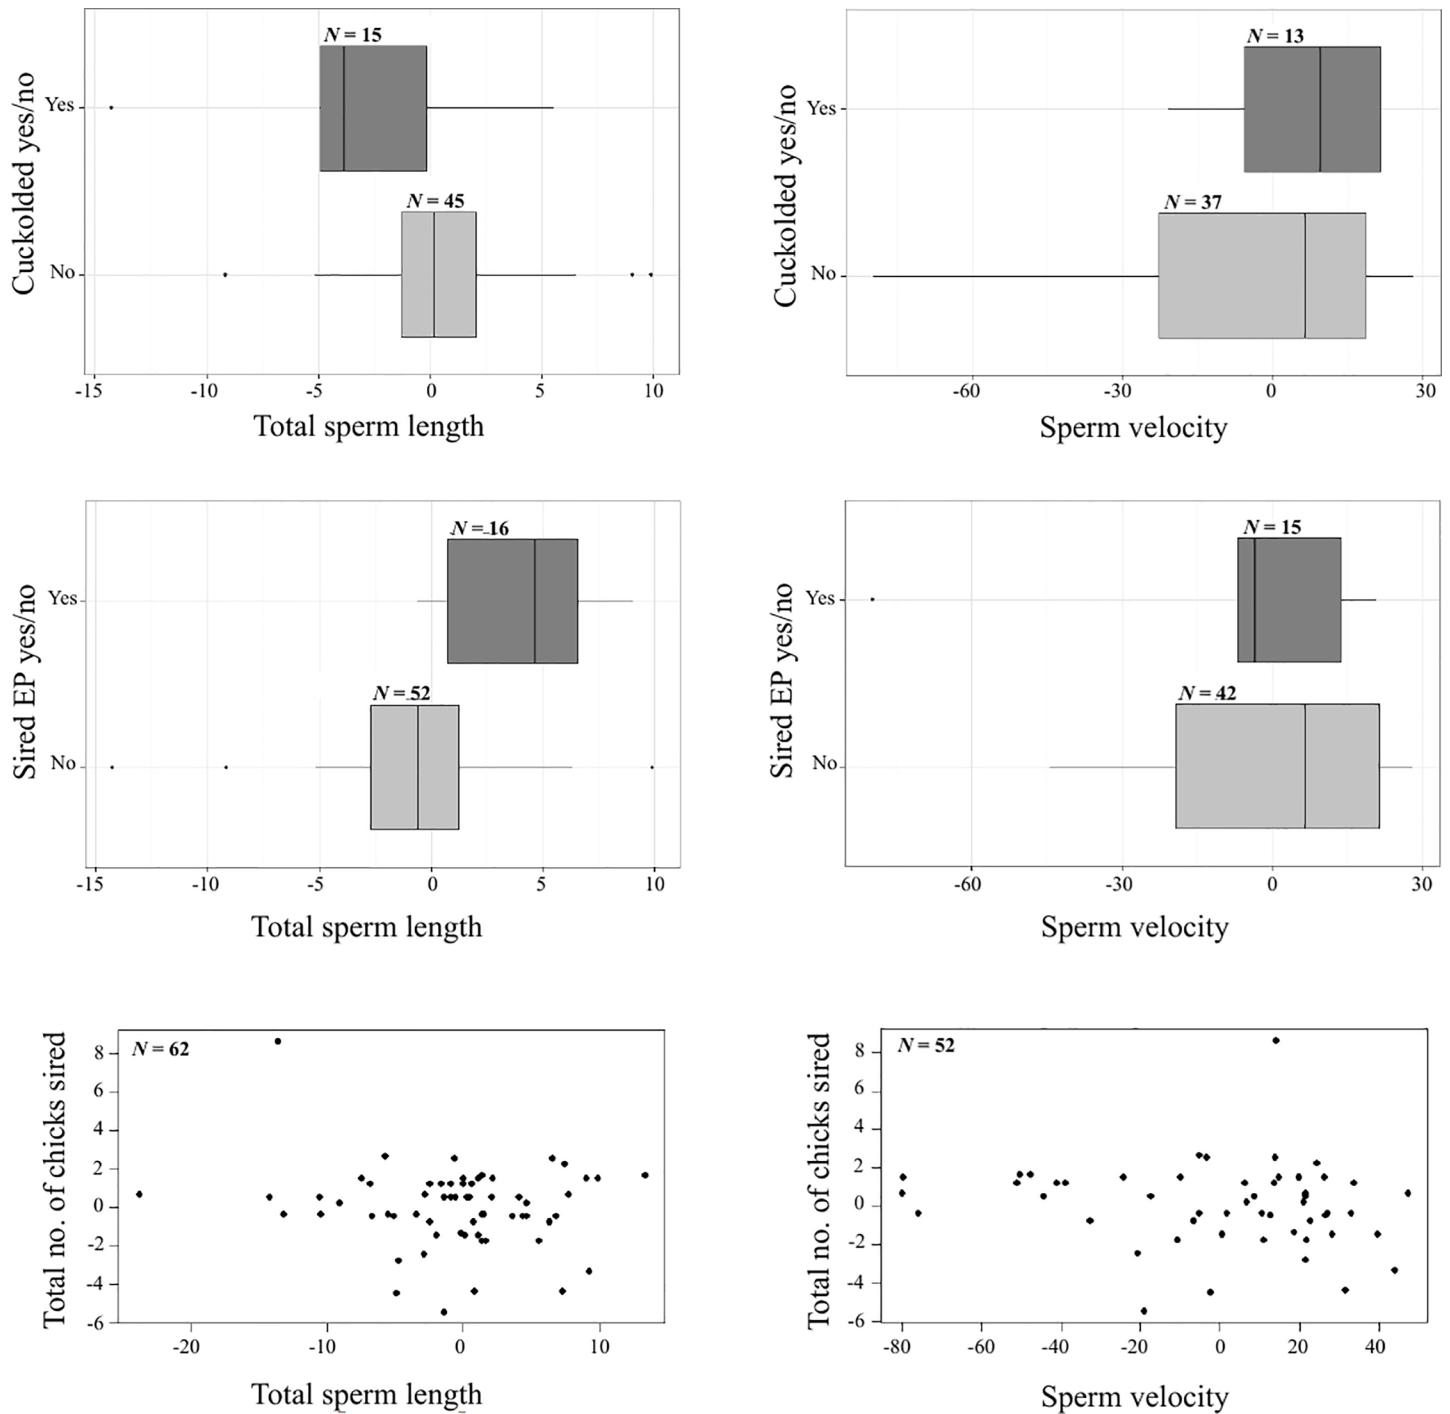 N = 15
Yes
N = 45
No
Cuckolded yes/no
-15 -10 -5 0 5 10
Total sperm length
N = 13
Yes
N = 37
No
Cuckolded yes/no
-60 -30 0 30
Sperm velocity
N = 16
Yes
N = 52
No
Sired EP yes/no
-15 -10 -5 0 5 10
Total sperm length
N = 15
Yes
N = 42
No
Sired EP yes/no
-60 -30 0 30
Sperm velocity
N = 62
8
6
4
2
0
-2
-4
-6
Total no. of chicks sired
-20 -10 0 10
Total sperm length
N = 52
8
6
4
2
0
-2
-4
-6
Total no. of chicks sired
-80 -60 -40 -20 0 20 40
Sperm velocity